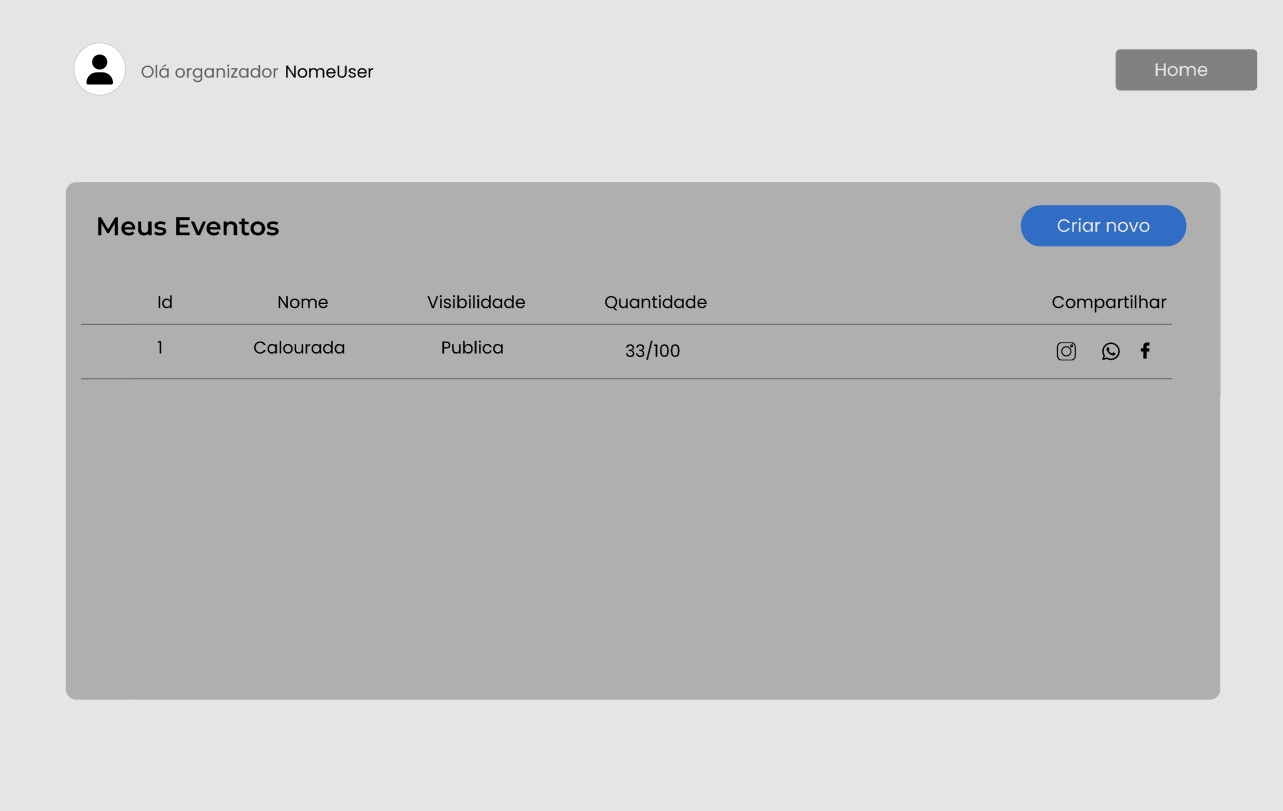 Olá organizador NomeUser
Home
Meus Eventos
Criar novo
Id Nome Visibilidade Quantidade Compartilhar
1 Calourada Publica 33/100